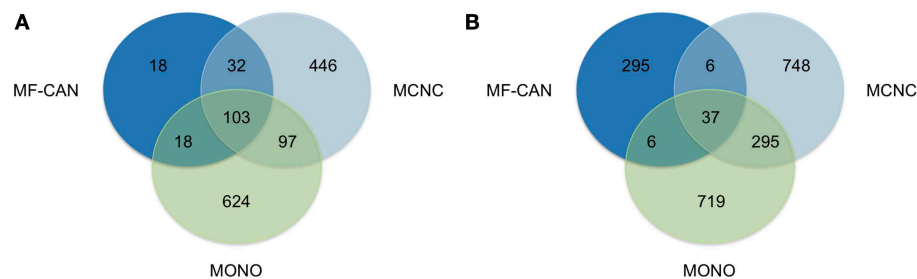 A
18
32
446
MF-CAN
MCNC
103
18
97
624
MONO
B
295
6
748
MF-CAN
MCNC
37
6
295
719
MONO